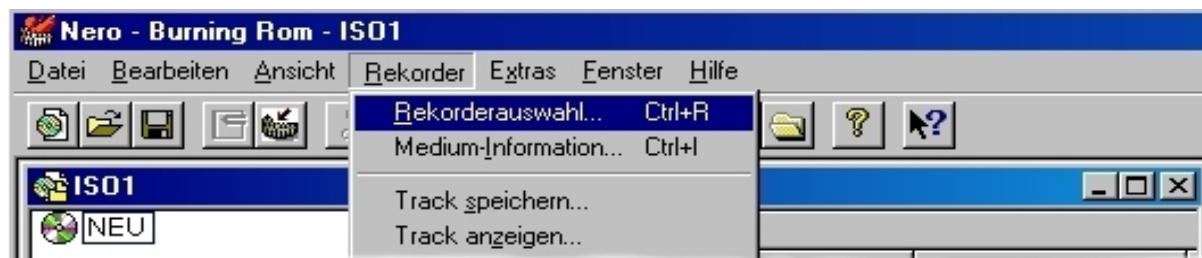 Nero - Burning Rom - ISO1
Datei Bearbeiten Ansicht Rekorder Extras Fenster Hilfe
Rekorderauswahl... Ctrl+R
Medium-Information... Ctrl+I
ISO1
Track speichern...
NEU
Track anzeigen...